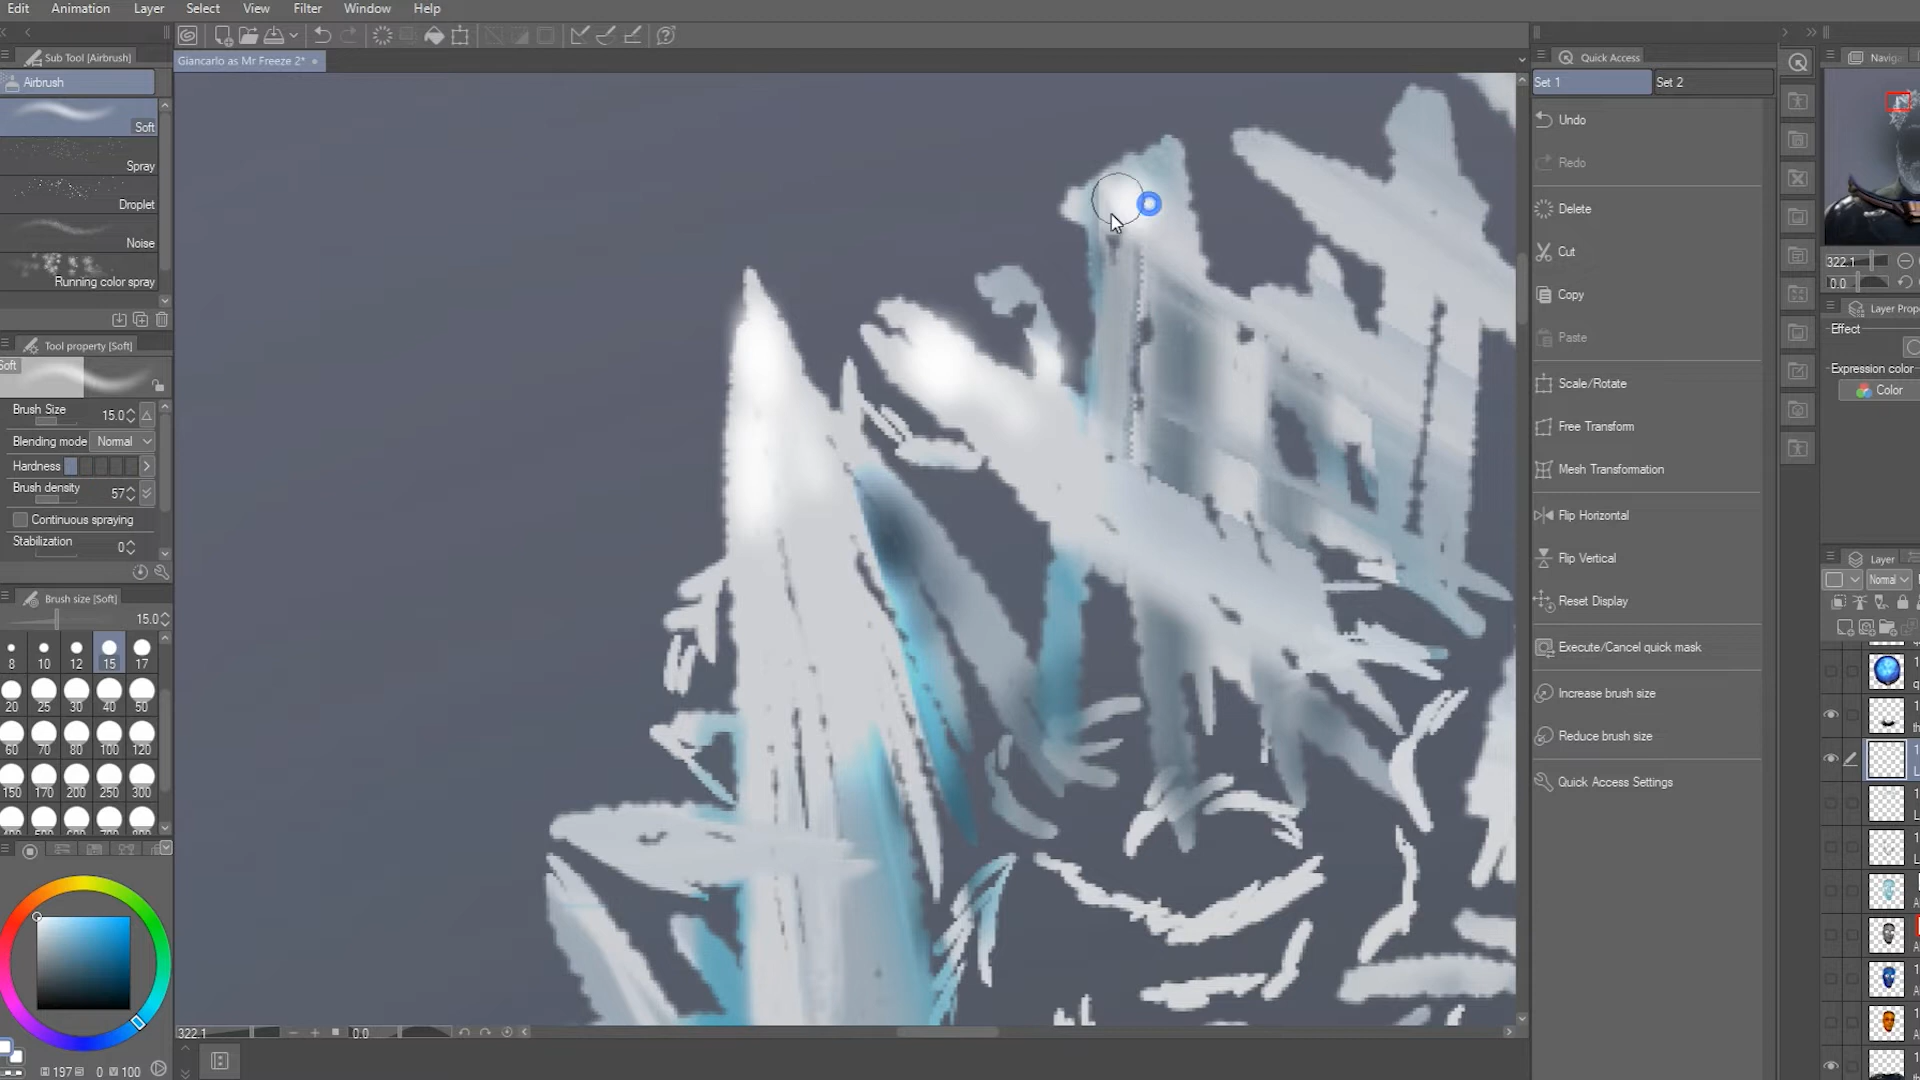 Edit Animation Layer Select View Filter Window Help
Sub Tool [Airbrush]
Airbrush
Soft
Spray
Droplet
Noise
Running color spray
Tool property [Soft]
Soft
Brush Size 15.0
Blending mode Normal
Hardness
Brush density 57
Continuous spraying
Stabilization 0
Brush size [Soft]
15.0
8 10 12 15 17
20 25 30 40 50
60 70 80 100 120
150 170 200 250 300
197 0 100
Giancarlo as Mr Freeze 2*
322.1 0.0
Quick Access
Set 1 Set 2
Undo
Redo
Delete
Cut
Copy
Paste
Scale/Rotate
Free Transform
Mesh Transformation
Flip Horizontal
Flip Vertical
Reset Display
Execute/Cancel quick mask
Increase brush size
Reduce brush size
Quick Access Settings
Naviga
322.1
0.0
Layer Prop
Effect
Expression color
Color
Layer
Normal